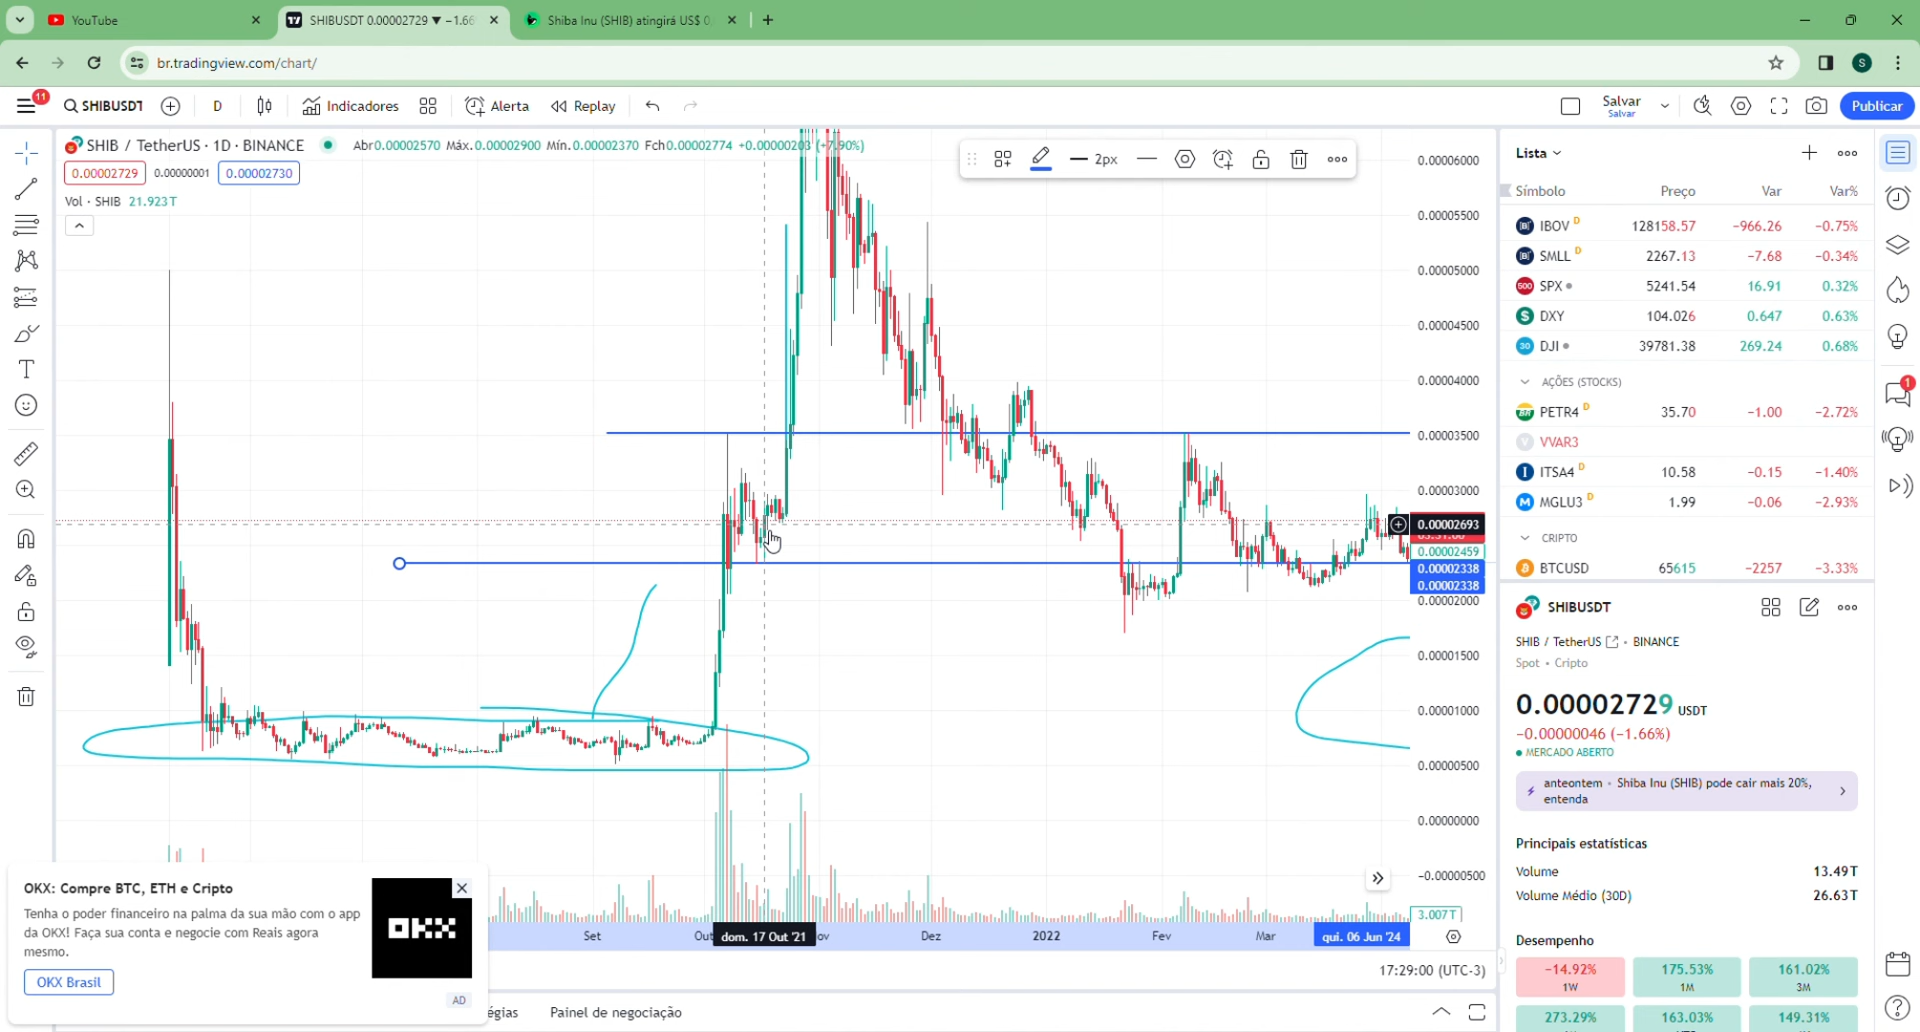 YouTube
SHIBUSDT 0.00002729 ▼ -1.66
Shiba Inu (SHIB) atingirá US$ 0
br.tradingview.com/chart/
S
11
SHIBUSDT
D
Indicadores
Alerta
Replay
Salvar
Salvar
Publicar
SHIB / TetherUS · 1D · BINANCE
Abr0.00002570 Máx.0.00002900 Mín.0.00002370 Fch0.00002774 +0.00000203 (+7.90%)
0.00002729
0.00000001
0.00002730
Vol · SHIB 21.923T
2px
0.00006000
0.00005500
0.00005000
0.00004500
0.00004000
0.00003500
0.00003000
0.00002693
0.00002459
0.00002338
0.00002338
0.00002000
0.00001500
0.00001000
0.00000500
0.00000000
-0.00000500
3.007T
Set
Out
dom. 17 Out '21
ov
Dez
2022
Fev
Mar
qui. 06 Jun '24
17:29:00 (UTC-3)
égias
Painel de negociação
OKX: Compre BTC, ETH e Cripto
Tenha o poder financeiro na palma da sua mão com o app
da OKX! Faça sua conta e negocie com Reais agora
mesmo.
OKX Brasil
OKX
AD
Lista
Símbolo Preço Var Var%
IBOV D 128158.57 -966.26 -0.75%
SMLL D 2267.13 -7.68 -0.34%
500 SPX 5241.54 16.91 0.32%
S DXY 104.026 0.647 0.63%
30 DJI 39781.38 269.24 0.68%
AÇÕES (STOCKS)
BR PETR4 D 35.70 -1.00 -2.72%
V VVAR3
ITSA4 D 10.58 -0.15 -1.40%
M MGLU3 D 1.99 -0.06 -2.93%
CRIPTO
BTCUSD 65615 -2257 -3.33%
SHIBUSDT
SHIB / TetherUS · BINANCE
Spot · Cripto
0.00002729 USDT
-0.00000046 (-1.66%)
MERCADO ABERTO
anteontem · Shiba Inu (SHIB) pode cair mais 20%,
entenda
Principais estatísticas
Volume 13.49T
Volume Médio (30D) 26.63T
Desempenho
-14.92% 175.53% 161.02%
1W 1M 3M
273.29% 163.03% 149.31%
1